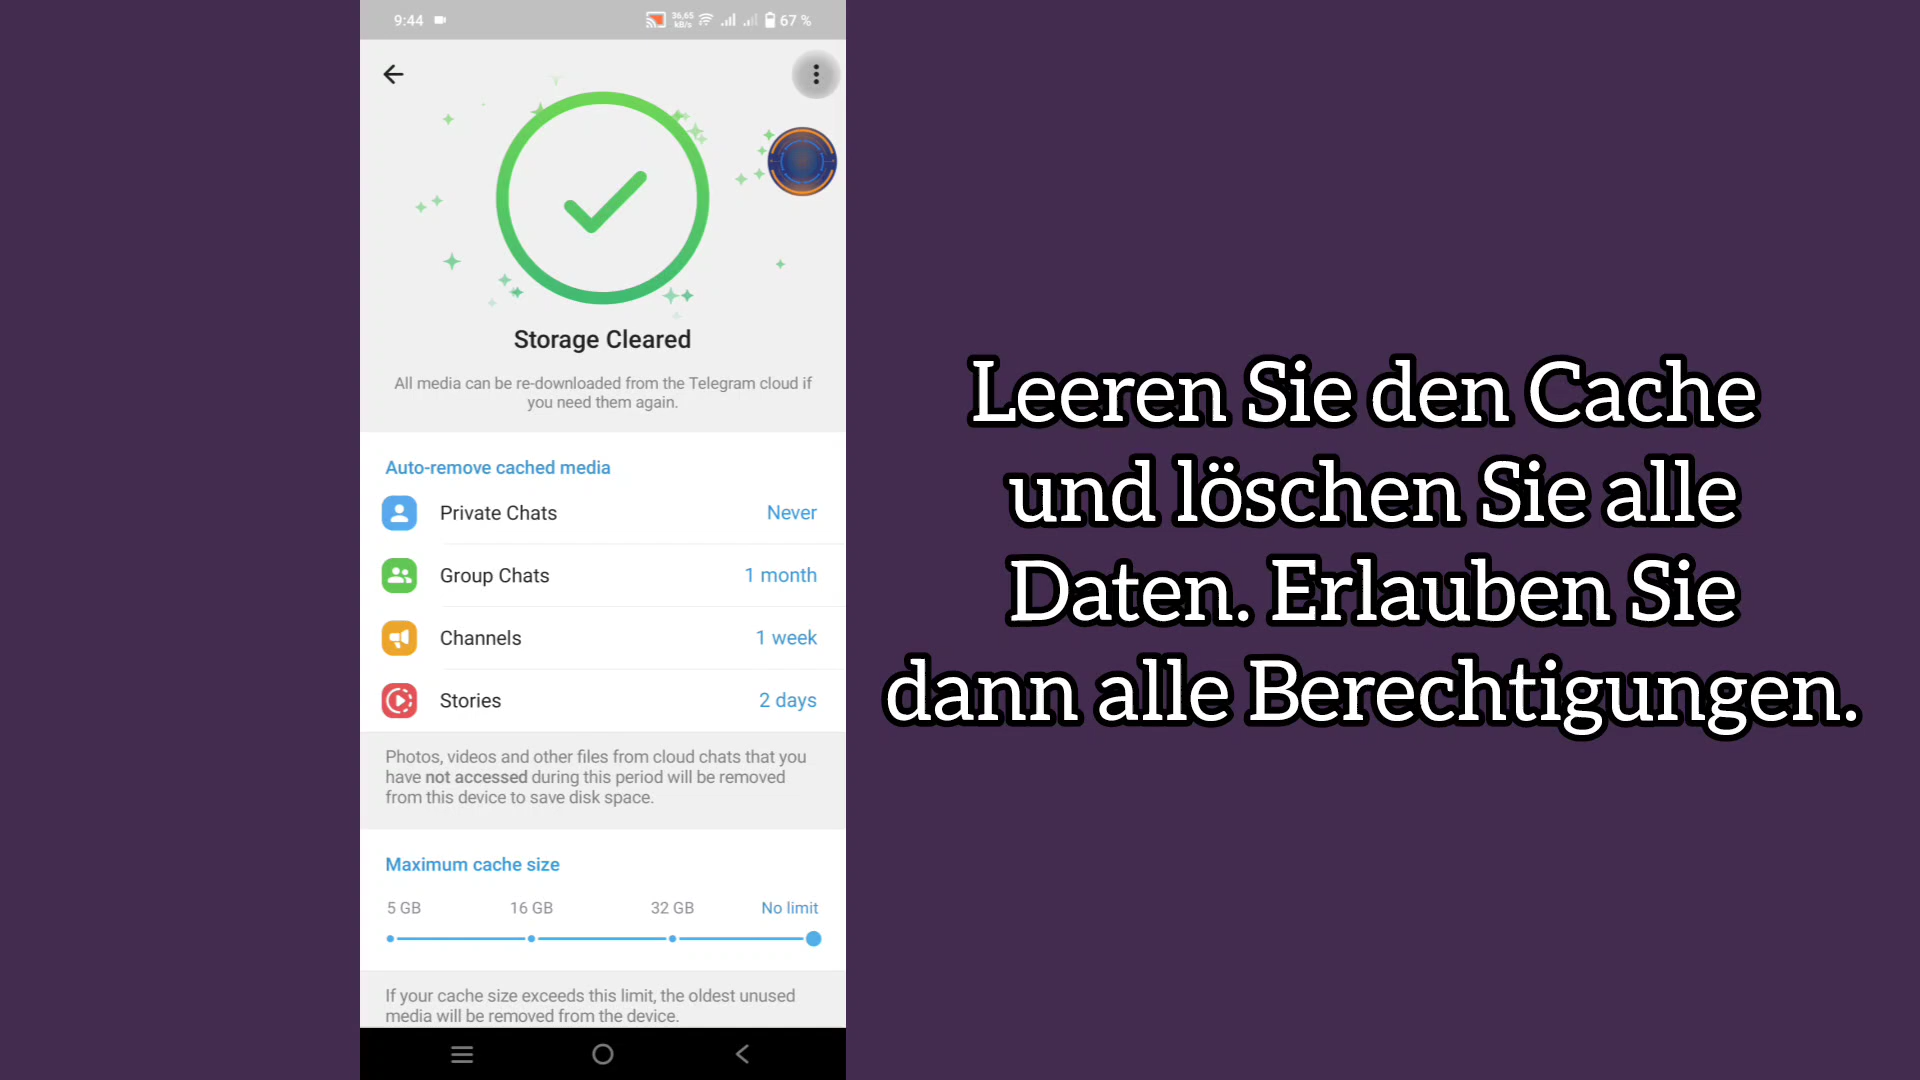 9:44
36,65
kB/s
67 %
Storage Cleared
All media can be re-downloaded from the Telegram cloud if
you need them again.
Auto-remove cached media
Private Chats Never
Group Chats 1 month
Channels 1 week
Stories 2 days
Photos, videos and other files from cloud chats that you
have not accessed during this period will be removed
from this device to save disk space.
Maximum cache size
5 GB 16 GB 32 GB No limit
If your cache size exceeds this limit, the oldest unused
media will be removed from the device.
Leeren Sie den Cache
und löschen Sie alle
Daten. Erlauben Sie
dann alle Berechtigungen.